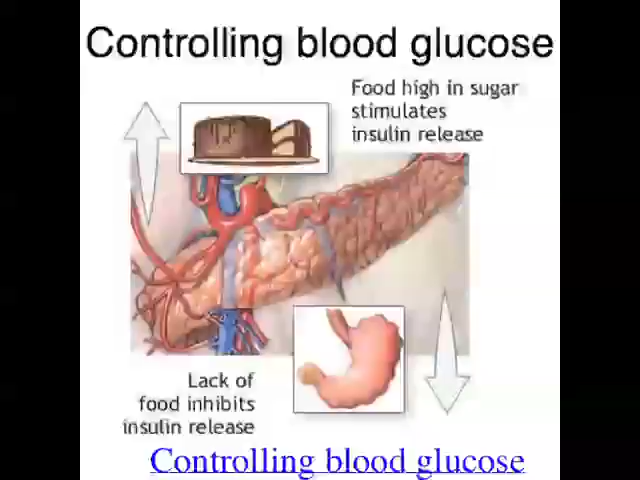 Controlling blood glucose
Food high in sugar
stimulates
insulin release
Lack of
food inhibits
insulin release
Controlling blood glucose